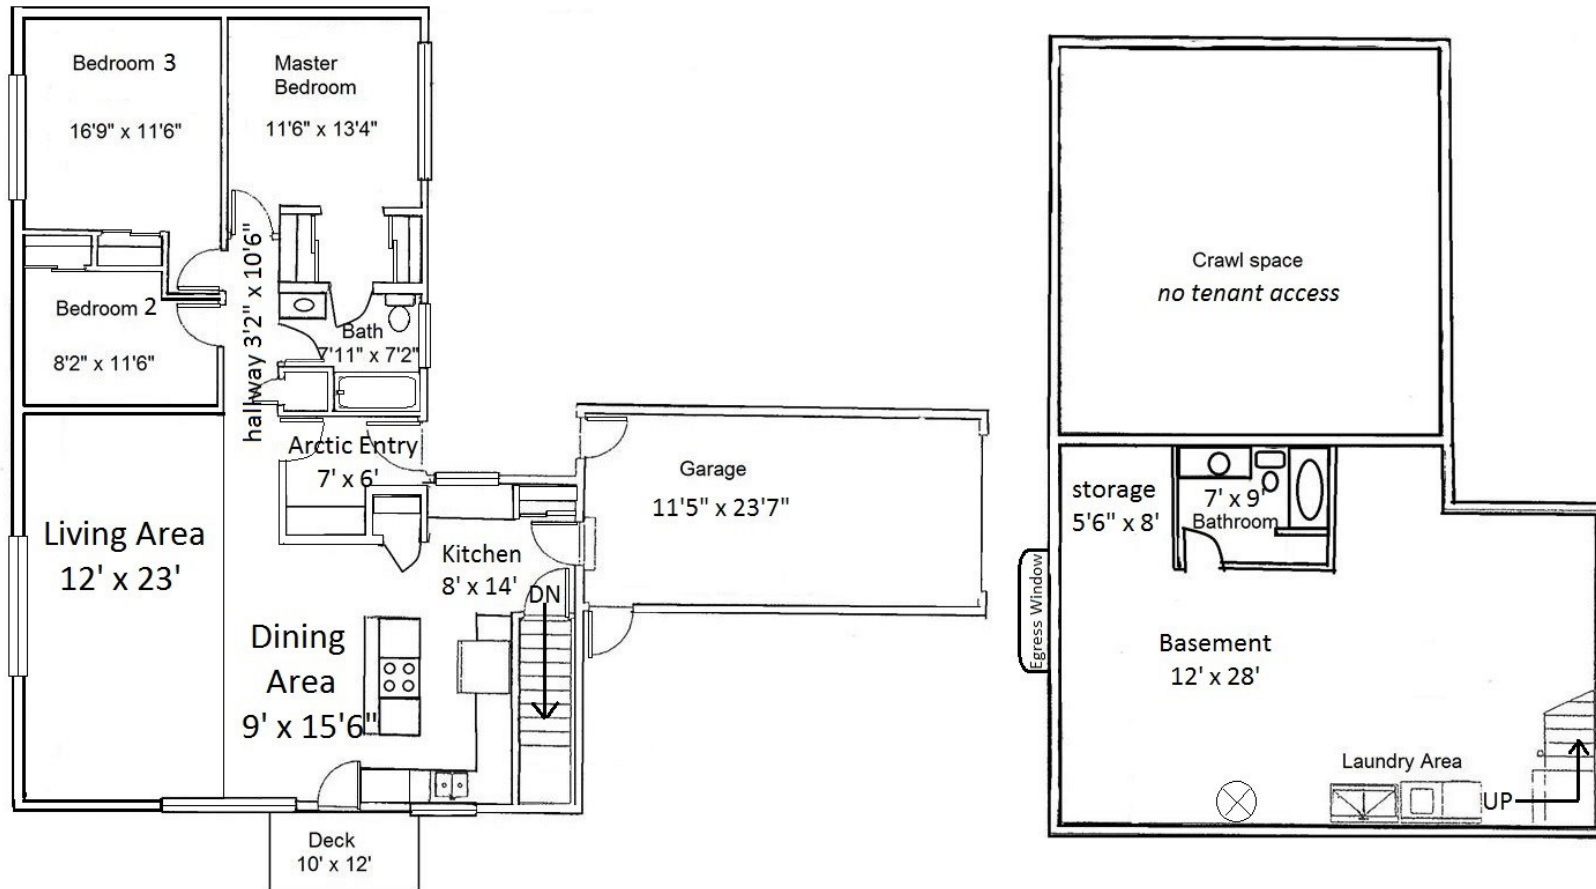 Bedroom 3
16'9" x 11'6"
Master
Bedroom
11'6" x 13'4"
Bedroom 2
8'2" x 11'6"
hallway 3'2" x 10'6"
Bath
7'11" x 7'2"
Arctic Entry
7' x 6'
Living Area
12' x 23'
Kitchen
8' x 14'
DN
Dining
Area
9' x 15'6"
Deck
10' x 12'
Garage
11'5" x 23'7"
Crawl space
no tenant access
storage
5'6" x 8'
7' x 9'
Bathroom
Egress Window
Basement
12' x 28'
Laundry Area
UP